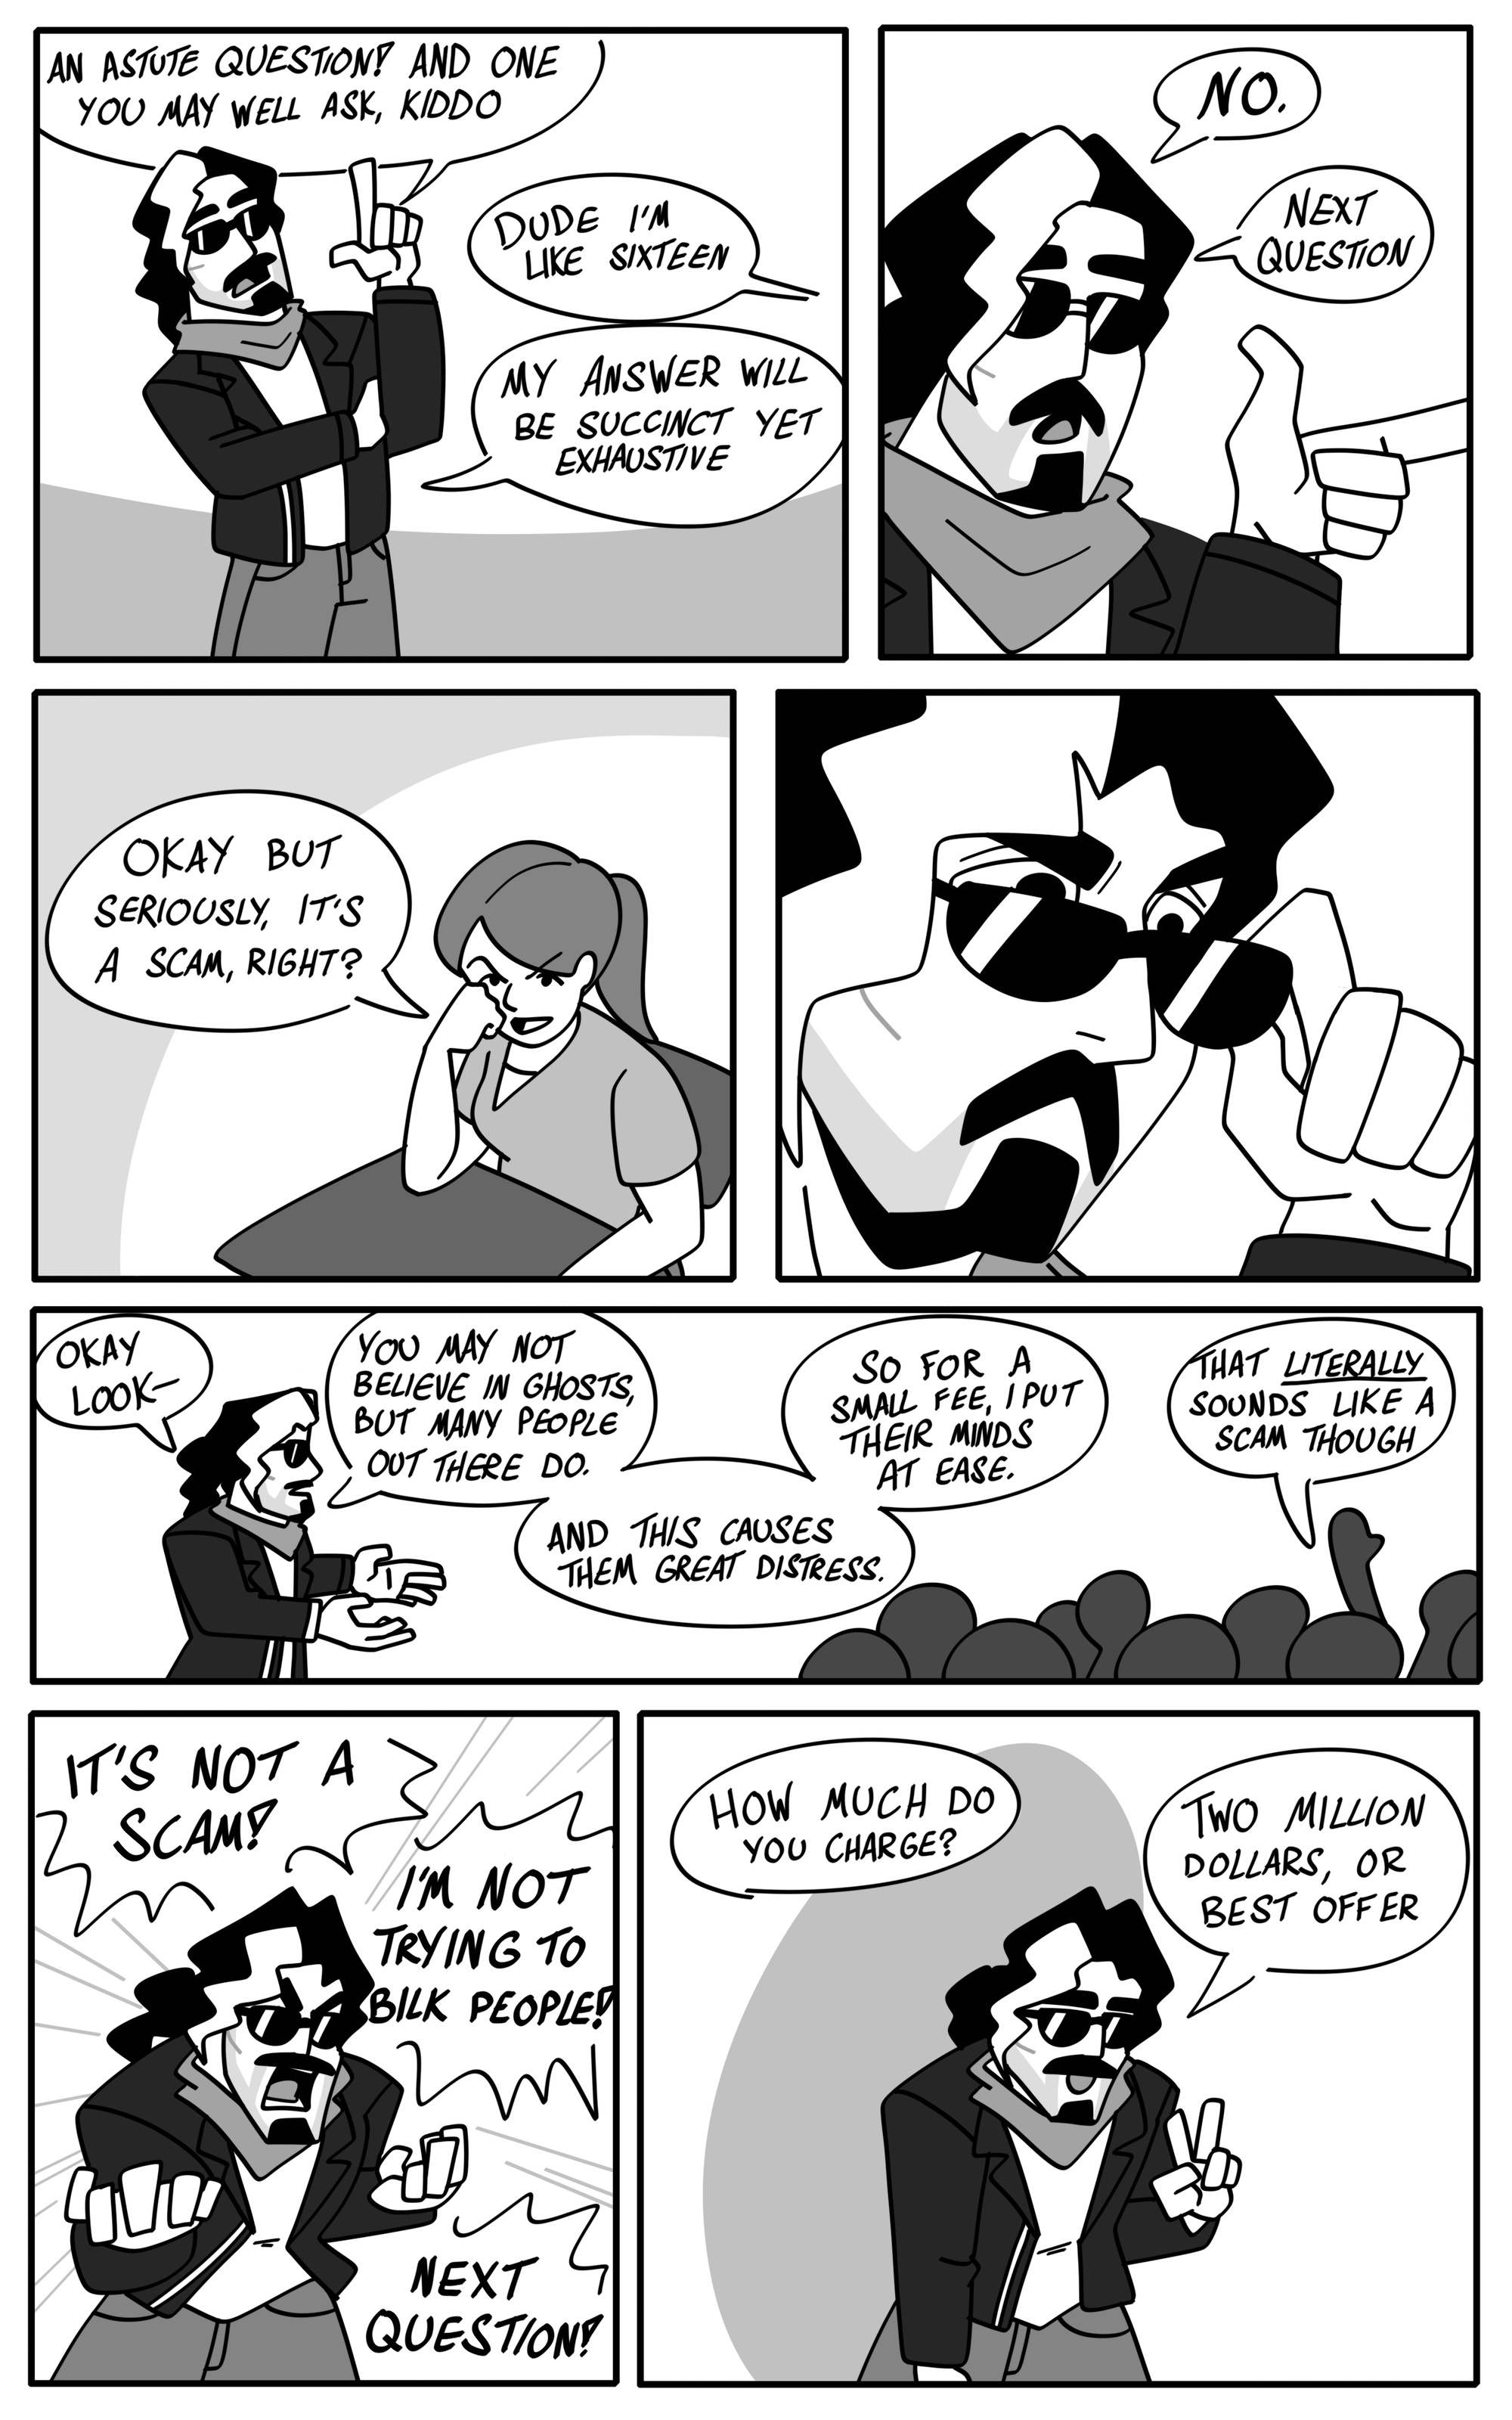 AN ASTUTE QUESTION! AND ONE
YOU MAY WELL ASK, KIDDO
DUDE I'M
LIKE SIXTEEN
MY ANSWER WILL
BE SUCCINCT YET
EXHAUSTIVE
NO.
NEXT
QUESTION
OKAY BUT
SERIOUSLY, IT'S
A SCAM, RIGHT?
OKAY
LOOK—
YOU MAY NOT
BELIEVE IN GHOSTS,
BUT MANY PEOPLE
OUT THERE DO.
AND THIS CAUSES
THEM GREAT DISTRESS.
SO FOR A
SMALL FEE, I PUT
THEIR MINDS
AT EASE.
THAT LITERALLY
SOUNDS LIKE A
SCAM THOUGH
IT'S NOT A
SCAM!
I'M NOT
TRYING TO
BILK PEOPLE!
NEXT
QUESTION!
HOW MUCH DO
YOU CHARGE?
TWO MILLION
DOLLARS, OR
BEST OFFER